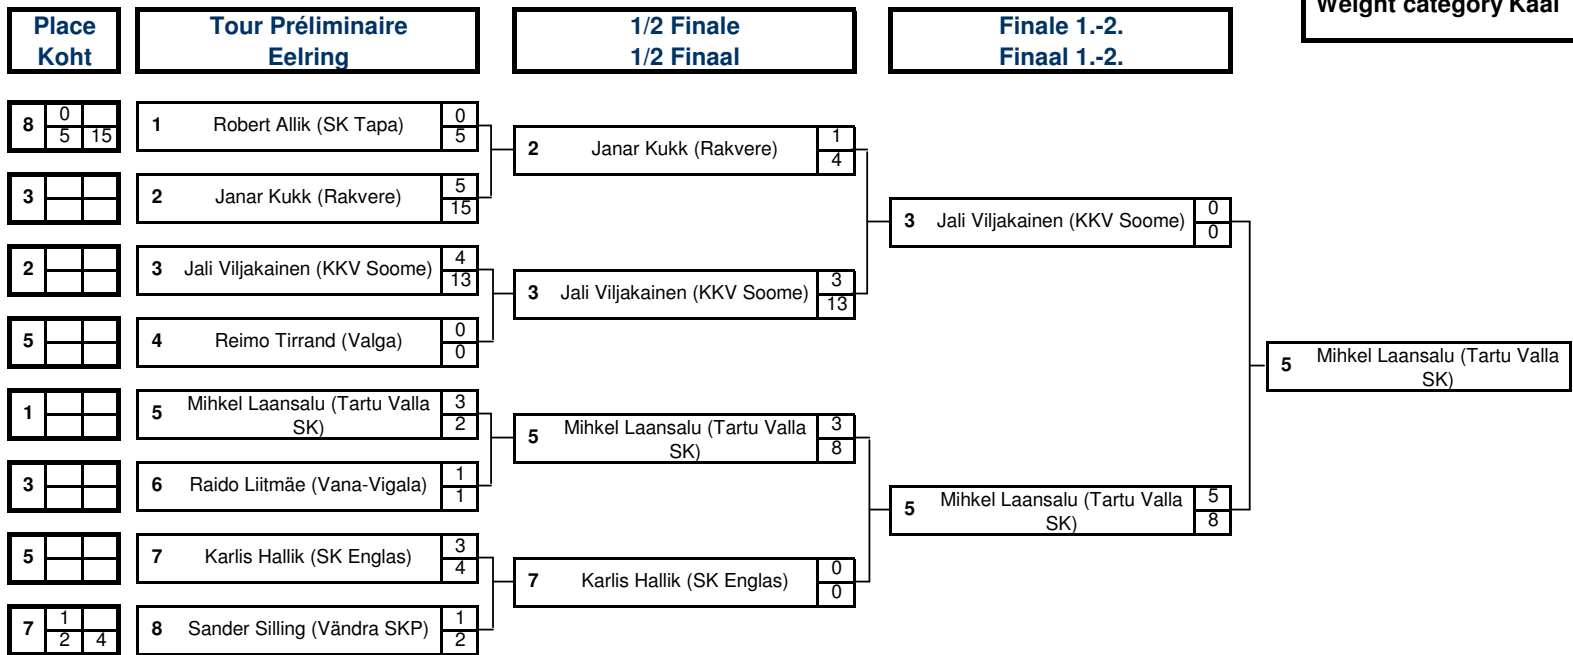 Weight category Kaal
Place
Koht
Tour Préliminaire
Eelring
1/2 Finale
1/2 Finaal
Finale 1.-2.
Finaal 1.-2.
8 0
5 15
1 Robert Allik (SK Tapa) 0
5
3
2 Janar Kukk (Rakvere) 5
15
2 Janar Kukk (Rakvere) 1
4
2
3 Jali Viljakainen (KKV Soome) 4
13
5
4 Reimo Tirrand (Valga) 0
0
3 Jali Viljakainen (KKV Soome) 3
13
3 Jali Viljakainen (KKV Soome) 0
0
1
5 Mihkel Laansalu (Tartu Valla
SK) 3
2
3
6 Raido Liitmäe (Vana-Vigala) 1
1
5 Mihkel Laansalu (Tartu Valla
SK) 3
8
5
7 Karlis Hallik (SK Englas) 3
4
7 1
2 4
8 Sander Silling (Vändra SKP) 1
2
7 Karlis Hallik (SK Englas) 0
0
5 Mihkel Laansalu (Tartu Valla
SK) 5
8
5 Mihkel Laansalu (Tartu Valla
SK)